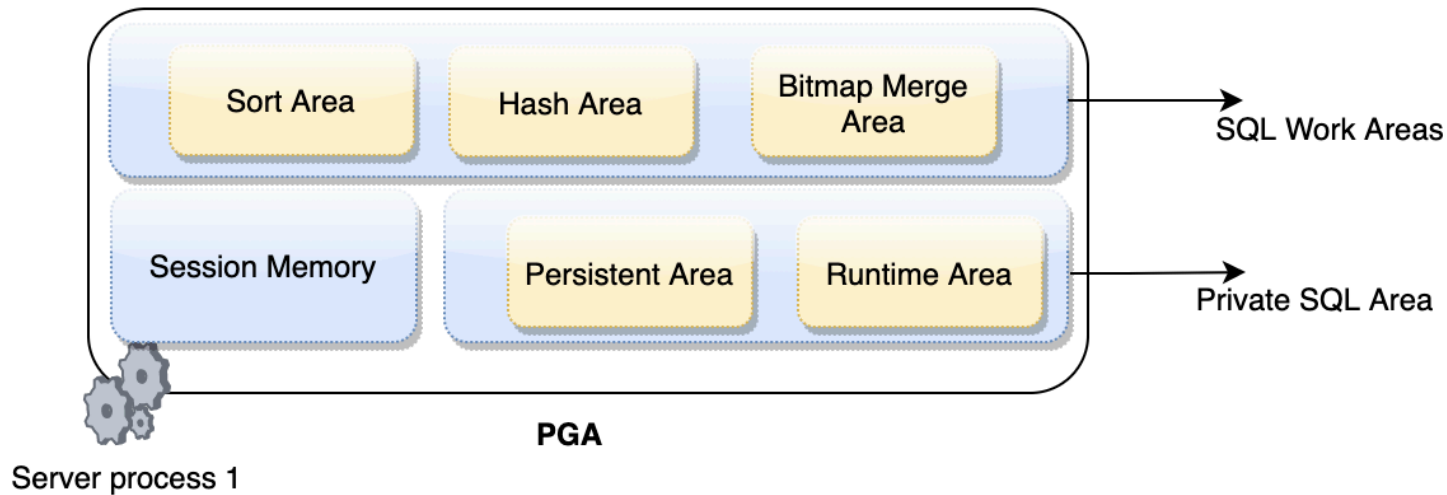 Sort Area
Hash Area
Bitmap Merge
Area
SQL Work Areas
Session Memory
Persistent Area
Runtime Area
Private SQL Area
PGA
Server process 1